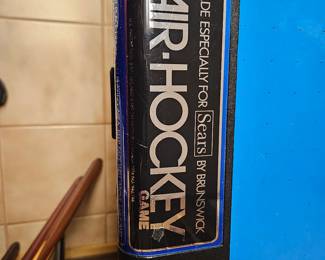 AIR-HOCKEY
GAME
DE ESPECIALLY FOR Sears BY BRUNSWICK